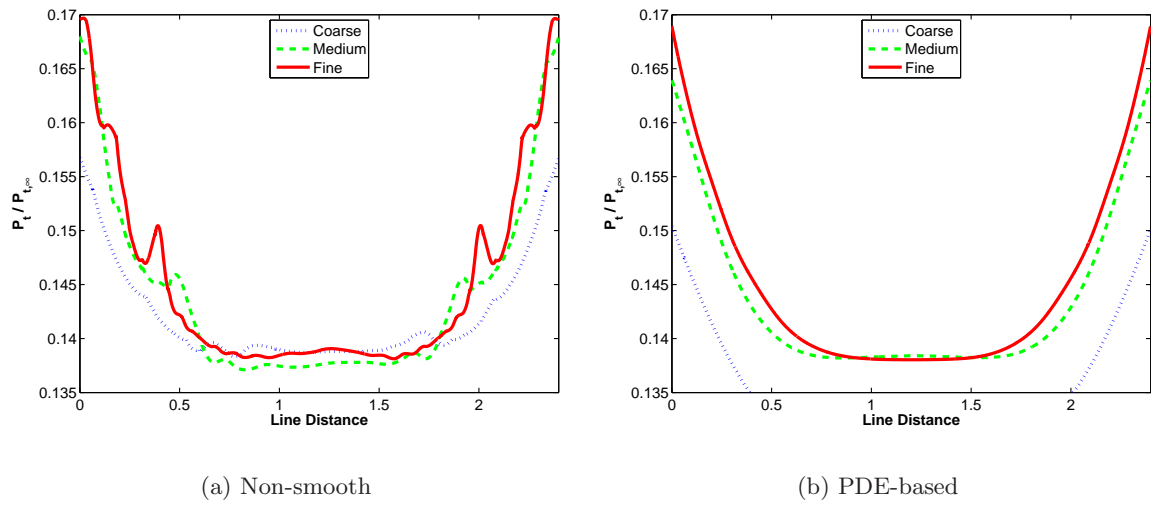 0.17
0.165
0.16
0.155
0.15
0.145
0.14
0.135
0
0.5
1
1.5
2
P_t / P_t,∞
Line Distance
Coarse
Medium
Fine
(a) Non-smooth
0.17
0.165
0.16
0.155
0.15
0.145
0.14
0.135
0
0.5
1
1.5
2
P_t / P_t,∞
Line Distance
Coarse
Medium
Fine
(b) PDE-based